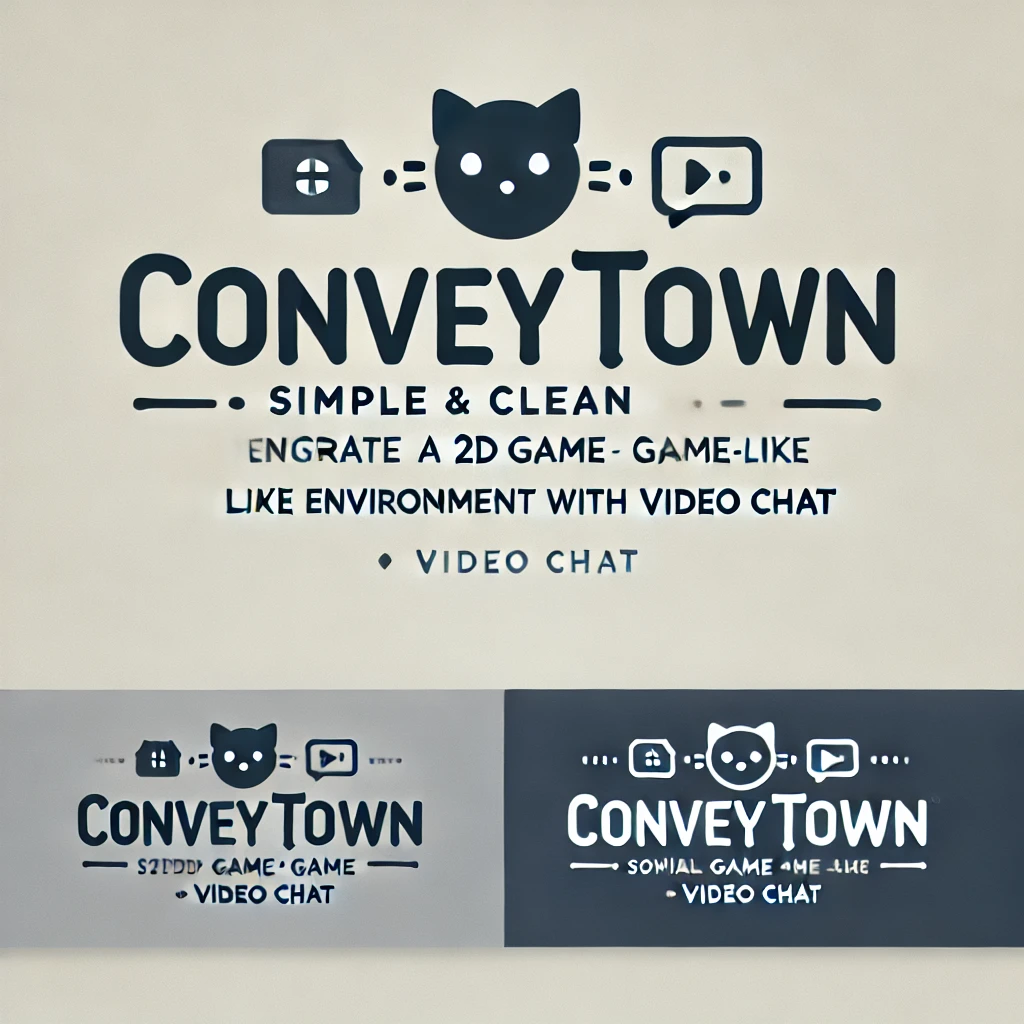 CONVEYTOWN
SIMPLE & CLEAN
ENGRATE A 2D GAME- GAME-LIKE
LIKE ENVIRONMENT WITH VIDEO CHAT
• VIDEO CHAT
CONVEYTOWN
GAME • GAME
• VIDEO CHAT
CONVEYTOWN
GAME
• VIDEO CHAT